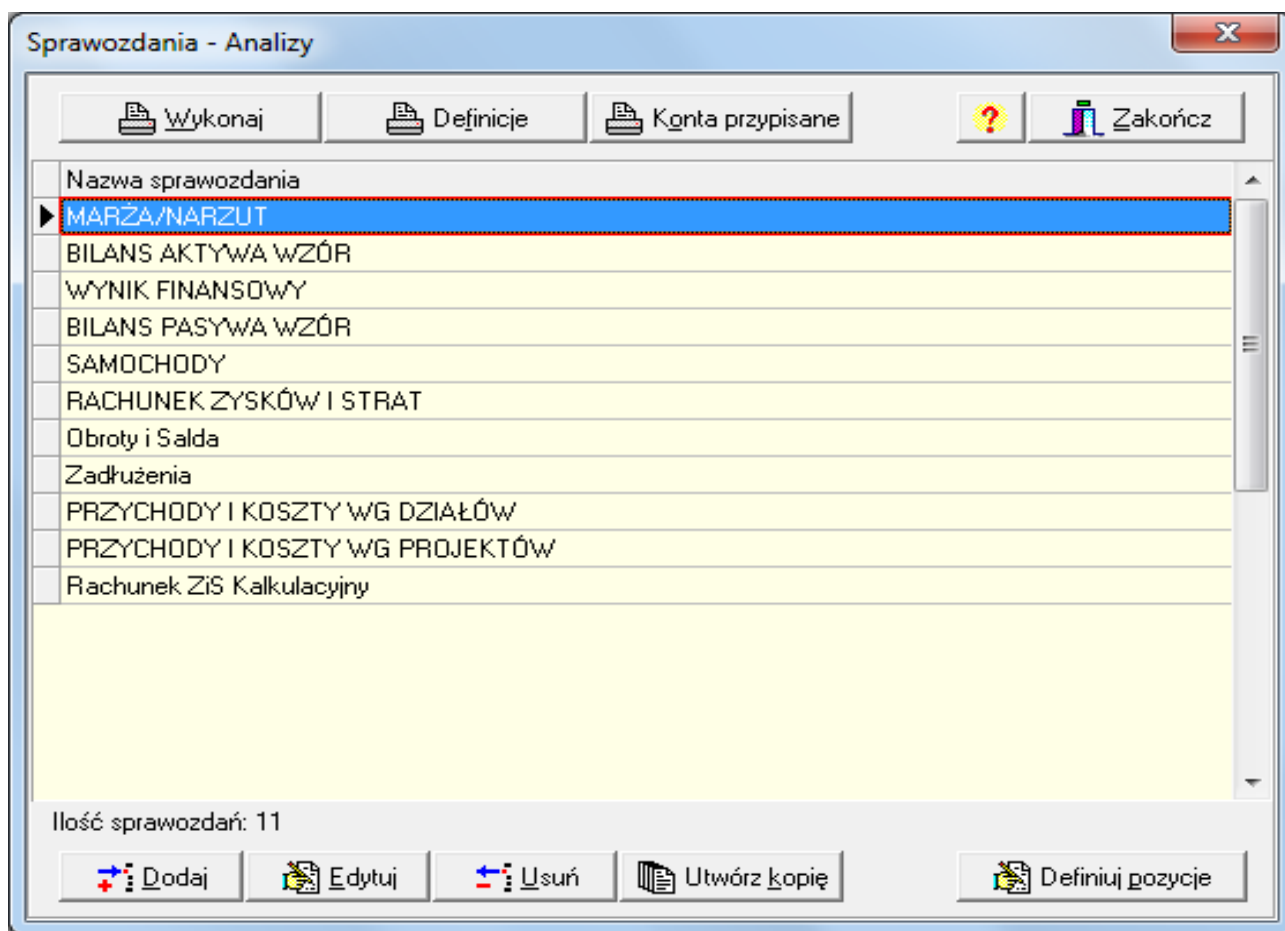 Sprawozdania - Analizy
Wykonaj Definicje Konta przypisane ? Zakończ
Nazwa sprawozdania
MARŻA/NARZUT
BILANS AKTYWA WZÓR
WYNIK FINANSOWY
BILANS PASYWA WZÓR
SAMOCHODY
RACHUNEK ZYSKÓW I STRAT
Obroty i Salda
Zadłużenia
PRZYCHODY I KOSZTY WG DZIAŁÓW
PRZYCHODY I KOSZTY WG PROJEKTÓW
Rachunek ZiS Kalkulacyjny
Ilość sprawozdań: 11
Dodaj Edytuj Usuń Utwórz kopię Definiuj pozycje